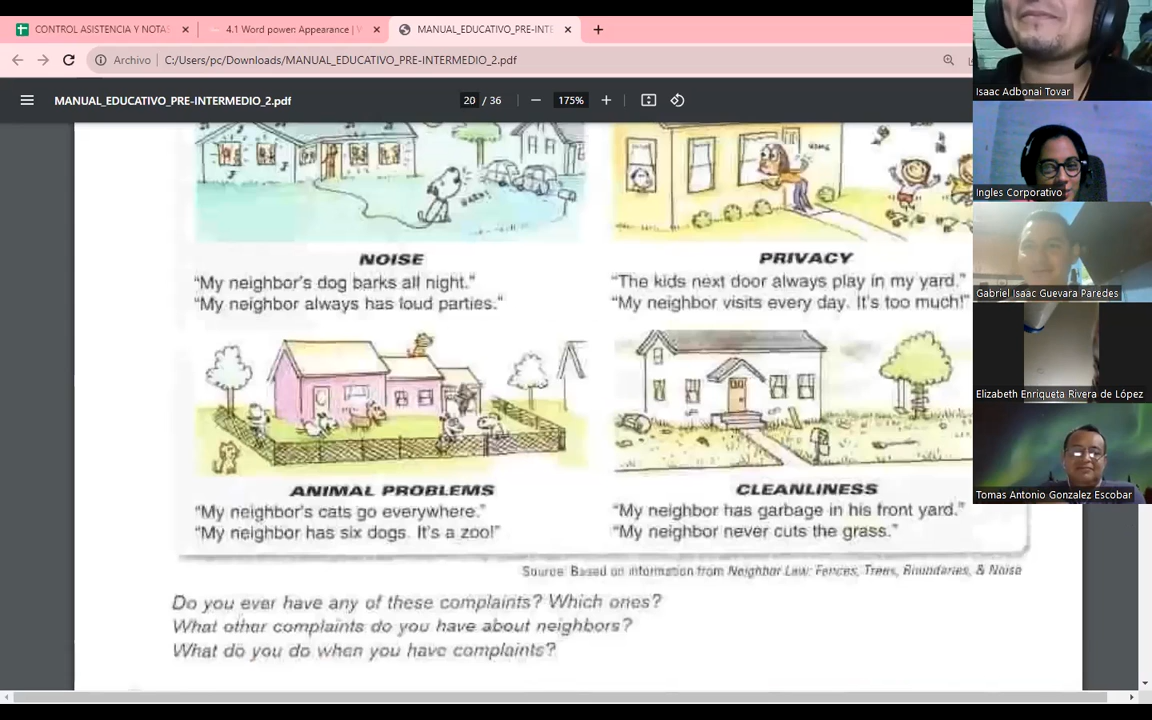 CONTROL ASISTENCIA Y NOTAS
4.1 Word power: Appearance |
MANUAL_EDUCATIVO_PRE-INTE
Archivo
C:/Users/pc/Downloads/MANUAL_EDUCATIVO_PRE-INTERMEDIO_2.pdf
MANUAL_EDUCATIVO_PRE-INTERMEDIO_2.pdf
20 / 36
175%
NOISE
"My neighbor's dog barks all night."
"My neighbor always has loud parties."
PRIVACY
"The kids next door always play in my yard."
"My neighbor visits every day. It's too much!"
ANIMAL PROBLEMS
"My neighbor's cats go everywhere."
"My neighbor has six dogs. It's a zoo!"
CLEANLINESS
"My neighbor has garbage in his front yard."
"My neighbor never cuts the grass."
Source: Based on information from Neighbor Law: Fences, Trees, Boundaries, & Noise
Do you ever have any of these complaints? Which ones?
What other complaints do you have about neighbors?
What do you do when you have complaints?
Isaac Adbonai Tovar
Ingles Corporativo
Gabriel Isaac Guevara Paredes
Elizabeth Enriqueta Rivera de López
Tomas Antonio Gonzalez Escobar